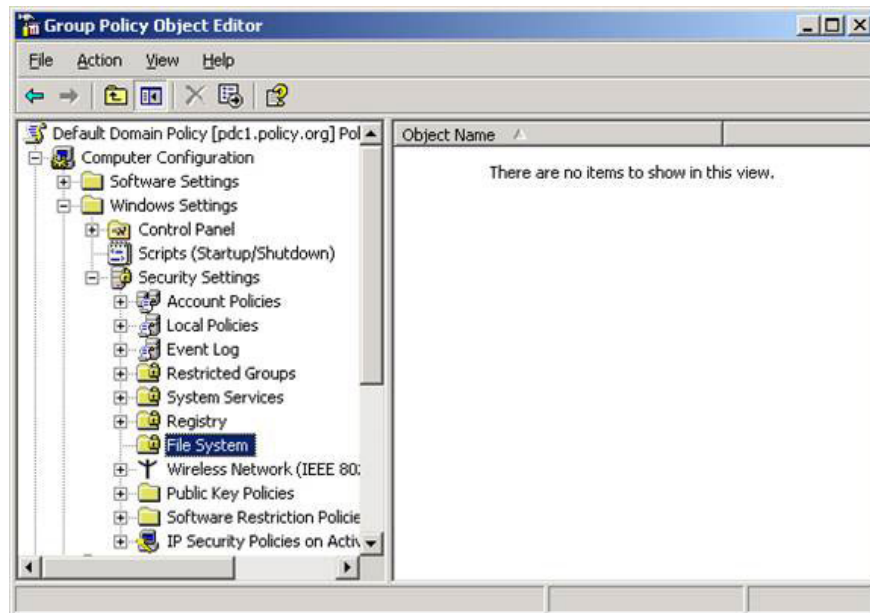 Group Policy Object Editor
File Action View Help
Default Domain Policy [pdc1.policy.org] Pol
Computer Configuration
Software Settings
Windows Settings
Control Panel
Scripts (Startup/Shutdown)
Security Settings
Account Policies
Local Policies
Event Log
Restricted Groups
System Services
Registry
File System
Wireless Network (IEEE 80
Public Key Policies
Software Restriction Policie
IP Security Policies on Activ
Object Name
There are no items to show in this view.